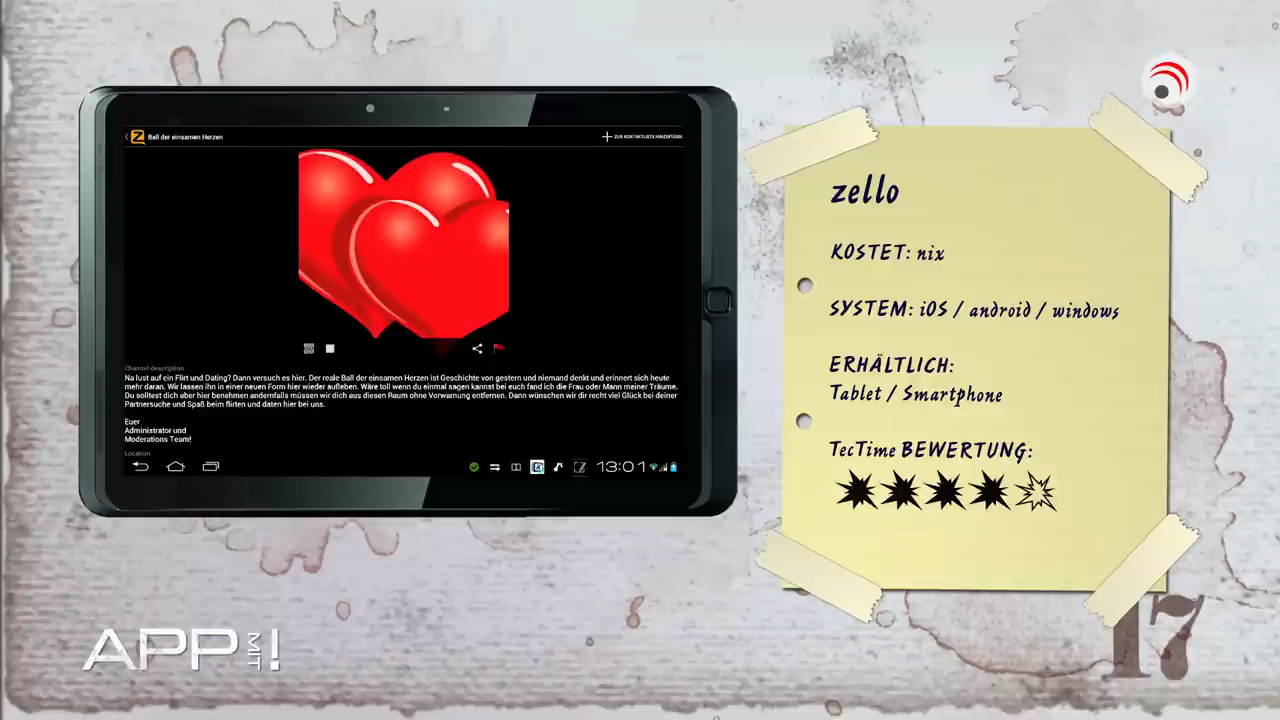 Ball der einsamen Herzen
ZUR KONTAKTLISTE HINZUFÜGEN
Channel description
Na lust auf ein Flirt und Dating? Dann versuch es hier. Der reale Ball der einsamen Herzen ist Geschichte von gestern und niemand denkt und erinnert sich heute
mehr daran. Wir lassen ihn in einer neuen Form hier wieder aufleben. Wäre toll wenn du einmal sagen kannst bei euch fand ich die Frau oder Mann meiner Träume.
Du solltest dich aber hier benehmen andernfalls müssen wir dich aus diesen Raum ohne Vorwarnung entfernen. Dann wünschen wir dir recht viel Glück bei deiner
Partnersuche und Spaß beim flirten und daten hier bei uns.
Euer
Administrator und
Moderations Team!
Location
13:01
zello
KOSTET: nix
SYSTEM: iOS / android / windows
ERHÄLTLICH:
Tablet / Smartphone
TecTime BEWERTUNG:
APP MIT !
17